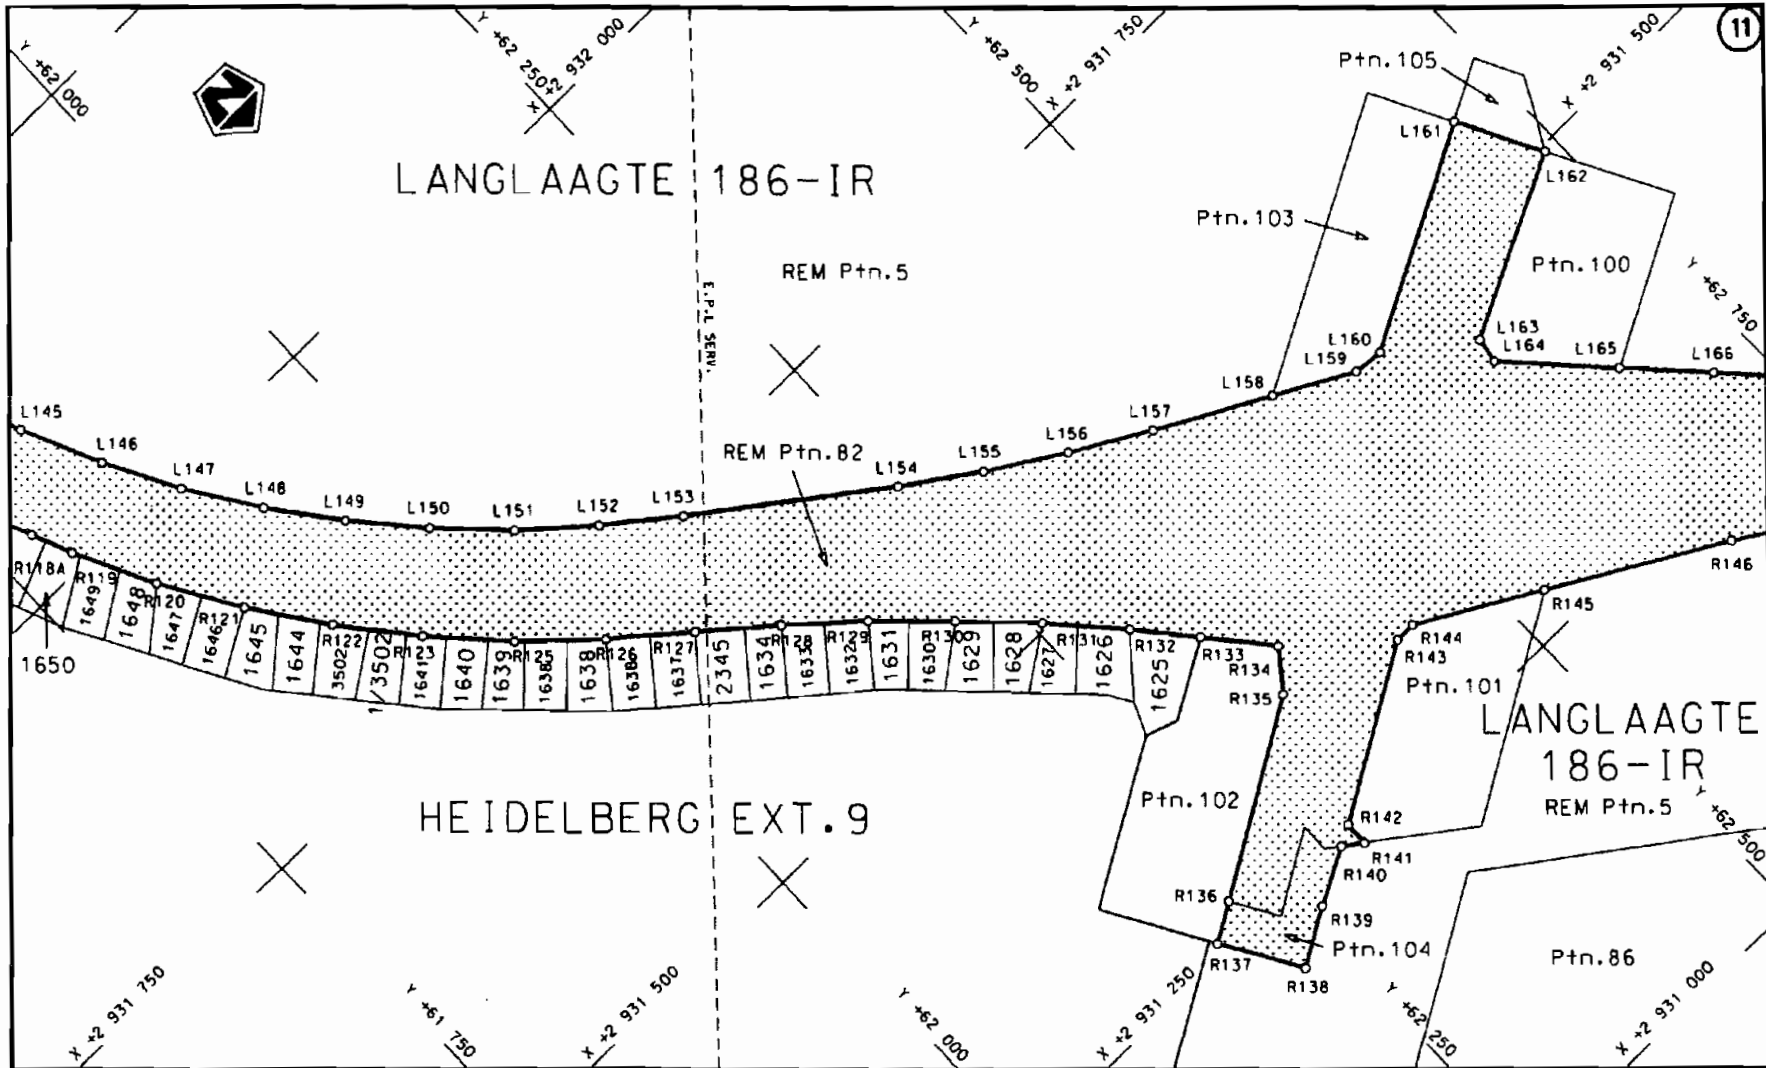 11
Y +62 000
Y +62 250
X +2 932 000
Y +62 500
X +2 931 750
X +2 931 500
Ptn.105
L161
L162
LANGLAAGTE 186-IR
Ptn.103
Ptn.100
REM Ptn.5
Y +62 750
E.P.L SERV.
L145
L146
L147
L148
L149
L150
L151
L152
L153
L154
L155
L156
L157
L158
L159
L160
L163
L164
L165
L166
REM Ptn.82
R118A
R119
R120
R121
R122
R123
R125
R126
R127
R128
R129
R130
R131
R132
R133
R134
R135
R143
R144
R145
R146
1650
1649
1648
1647
1646
1645
1644
3502
1/3502
1641
1640
1639
1638
1637
2345
1634
1633
1632
1631
1630
1629
1628
1627
1626
1625
Ptn.101
LANGLAAGTE
186-IR
REM Ptn.5
HEIDELBERG EXT.9
Ptn.102
R142
R141
R140
R136
R139
Ptn.104
R137
R138
Ptn.86
Y +62 500
X +2 931 750
Y +61 750
X +2 931 500
Y +62 000
X +2 931 250
Y +62 250
X +2 931 000